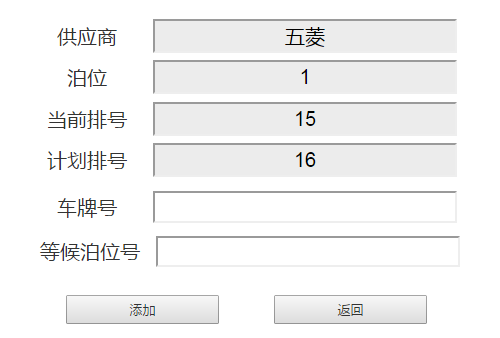 供应商 五菱
泊位 1
当前排号 15
计划排号 16
车牌号
等候泊位号
添加 返回